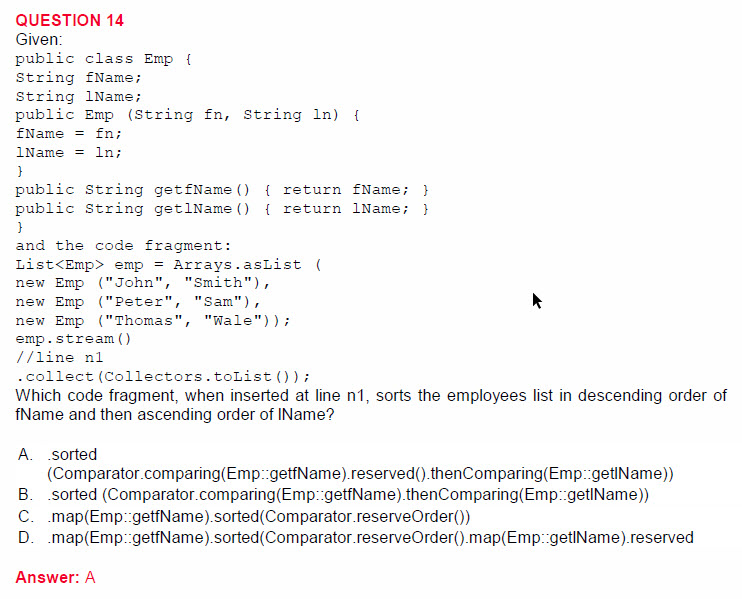 QUESTION 14
Given:
public class Emp {
String fName;
String lName;
public Emp (String fn, String ln) {
fName = fn;
lName = ln;
}
public String getfName() { return fName; }
public String getlName() { return lName; }
}
and the code fragment:
List<Emp> emp = Arrays.asList (
new Emp ("John", "Smith"),
new Emp ("Peter", "Sam"),
new Emp ("Thomas", "Wale"));
emp.stream()
//line n1
.collect(Collectors.toList());
Which code fragment, when inserted at line n1, sorts the employees list in descending order of
fName and then ascending order of lName?
A. .sorted
(Comparator.comparing(Emp::getfName).reserved().thenComparing(Emp::getlName))
B. .sorted (Comparator.comparing(Emp::getfName).thenComparing(Emp::getlName))
C. .map(Emp::getfName).sorted(Comparator.reserveOrder())
D. .map(Emp::getfName).sorted(Comparator.reserveOrder().map(Emp::getlName).reserved
Answer: A